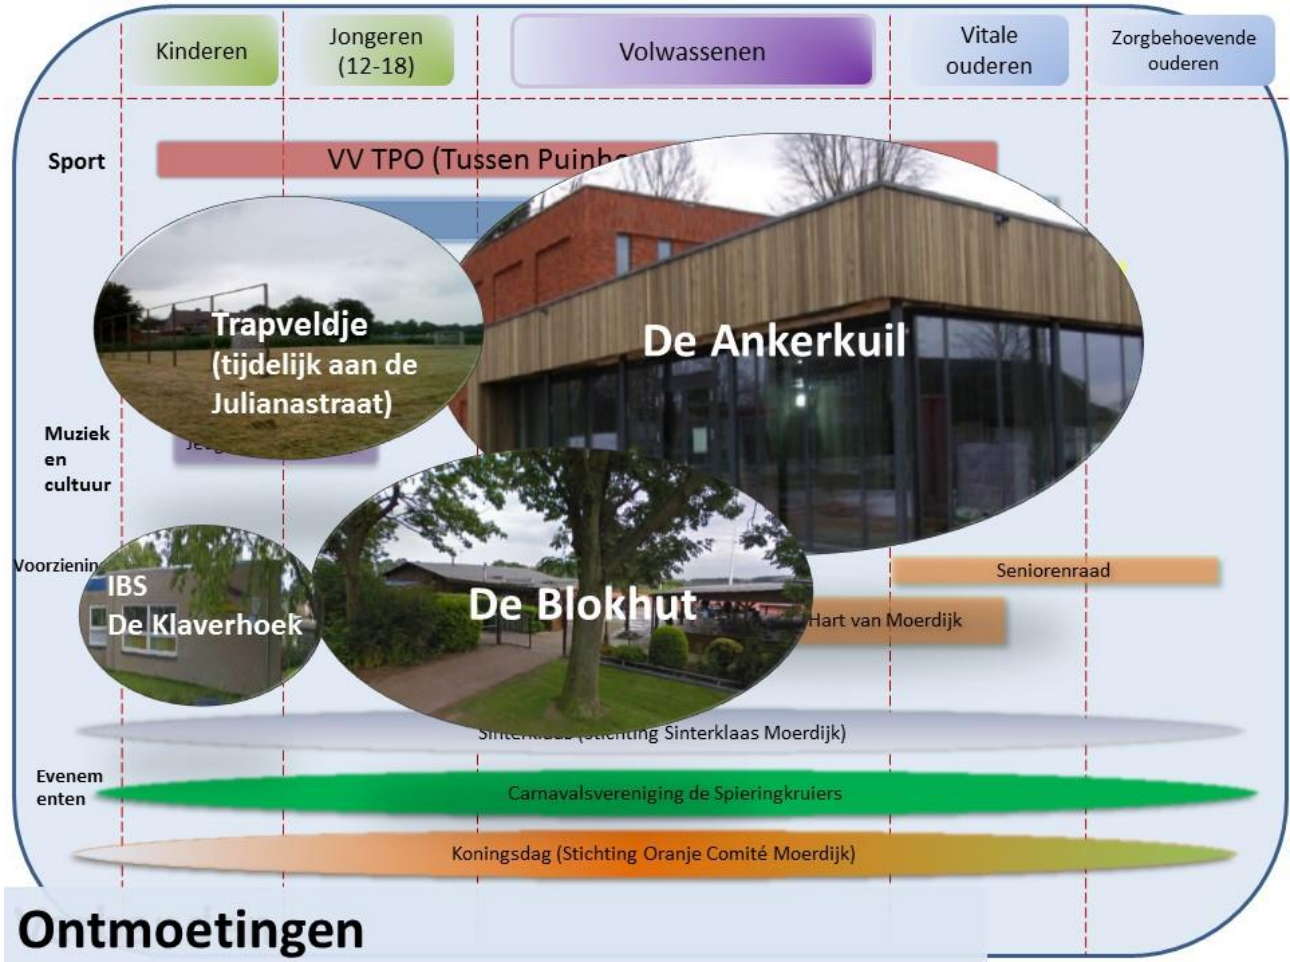 Kinderen
Jongeren
(12-18)
Volwassenen
Vitale
ouderen
Zorgbehoevende
ouderen
Sport
VV TPO (Tussen
Trapveldje
(tijdelijk aan de
Julianastraat)
De Ankerkuil
Muziek
en
cultuur
IBS
De Klaverhoek
De Blokhut
Seniorenraad
Hart van Moerdijk
Sinterklaas (Stichting Sinterklaas Moerdijk)
Evenem
enten
Carnavalsvereniging de Spieringkruiers
Koningsdag (Stichting Oranje Comité Moerdijk)
Ontmoetingen